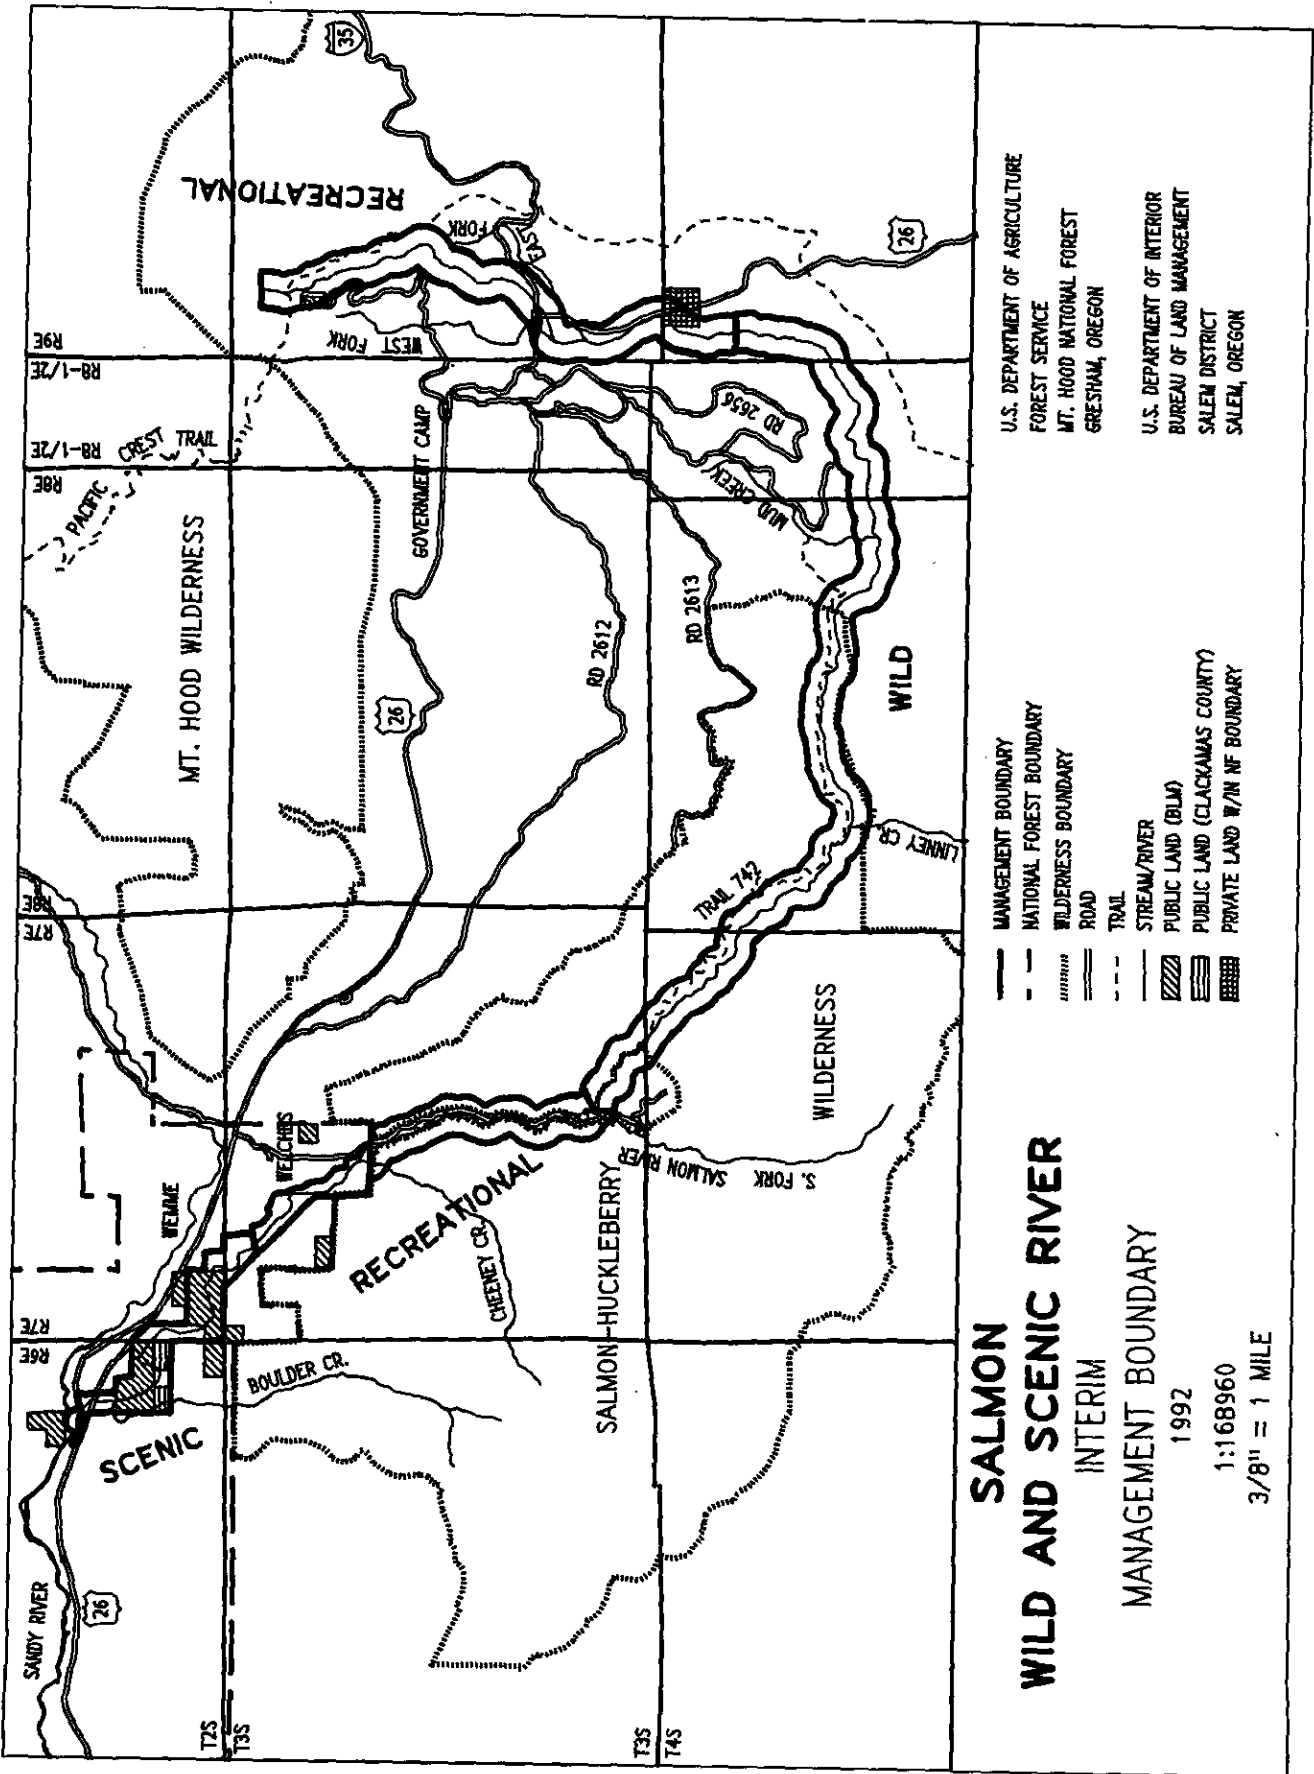 SANDY RIVER
26
SCENIC
BOULDER CR.
R6E
R7E
WEMME
WELCHES
RECREATIONAL
CHEENEY CR.
SALMON-HUCKLEBERRY
WILDERNESS
S. FORK SALMON RIVER
R7E
R8E
MT. HOOD WILDERNESS
PACIFIC CREST TRAIL
R8E
R8-1/2E
R8-1/2E
R9E
26
GOVERNMENT CAMP
RD 2612
RD 2613
TRAIL 742
LINNEY CR
WILD
MUD CREEK
RD 2656
WEST FORK
EAST FORK
RECREATIONAL
35
26
T2S
T3S
T3S
T4S
SALMON
WILD AND SCENIC RIVER
INTERIM
MANAGEMENT BOUNDARY
1992
1:168960
3/8" = 1 MILE
MANAGEMENT BOUNDARY
NATIONAL FOREST BOUNDARY
WILDERNESS BOUNDARY
ROAD
TRAIL
STREAM/RIVER
PUBLIC LAND (BLM)
PUBLIC LAND (CLACKAMAS COUNTY)
PRIVATE LAND W/IN NF BOUNDARY
U.S. DEPARTMENT OF AGRICULTURE
FOREST SERVICE
MT. HOOD NATIONAL FOREST
GRESHAM, OREGON
U.S. DEPARTMENT OF INTERIOR
BUREAU OF LAND MANAGEMENT
SALEM DISTRICT
SALEM, OREGON